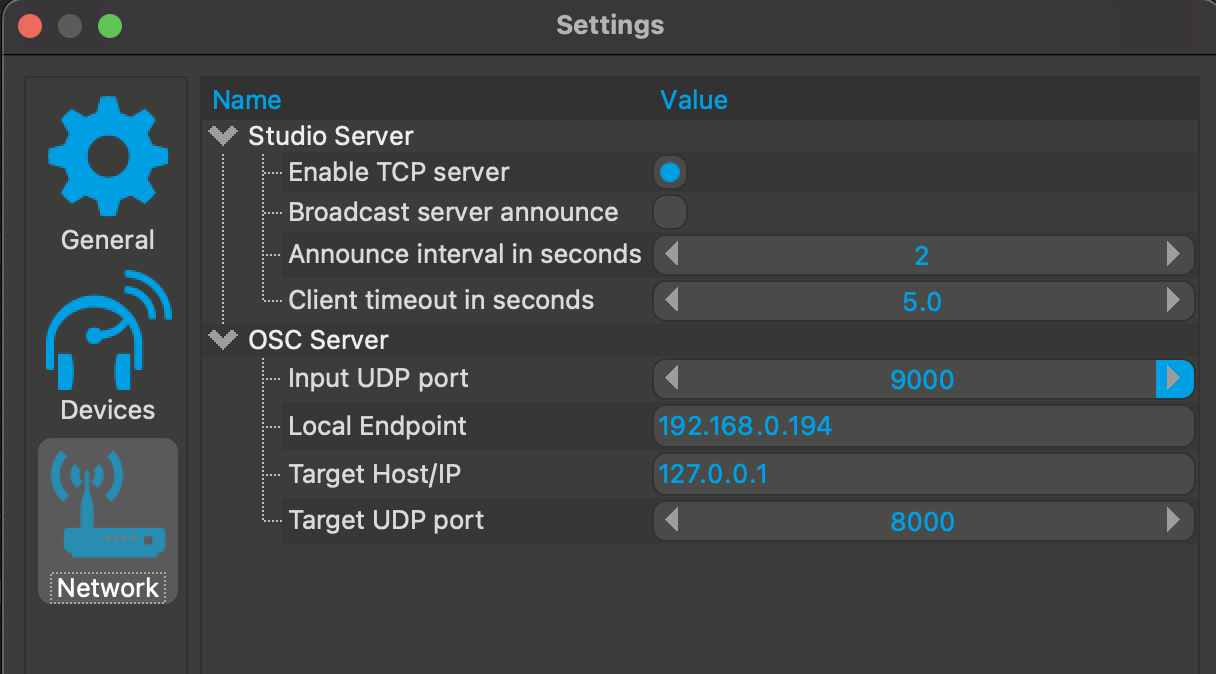 Settings
General
Devices
Network
Name Value
Studio Server
Enable TCP server
Broadcast server announce
Announce interval in seconds 2
Client timeout in seconds 5.0
OSC Server
Input UDP port 9000
Local Endpoint 192.168.0.194
Target Host/IP 127.0.0.1
Target UDP port 8000